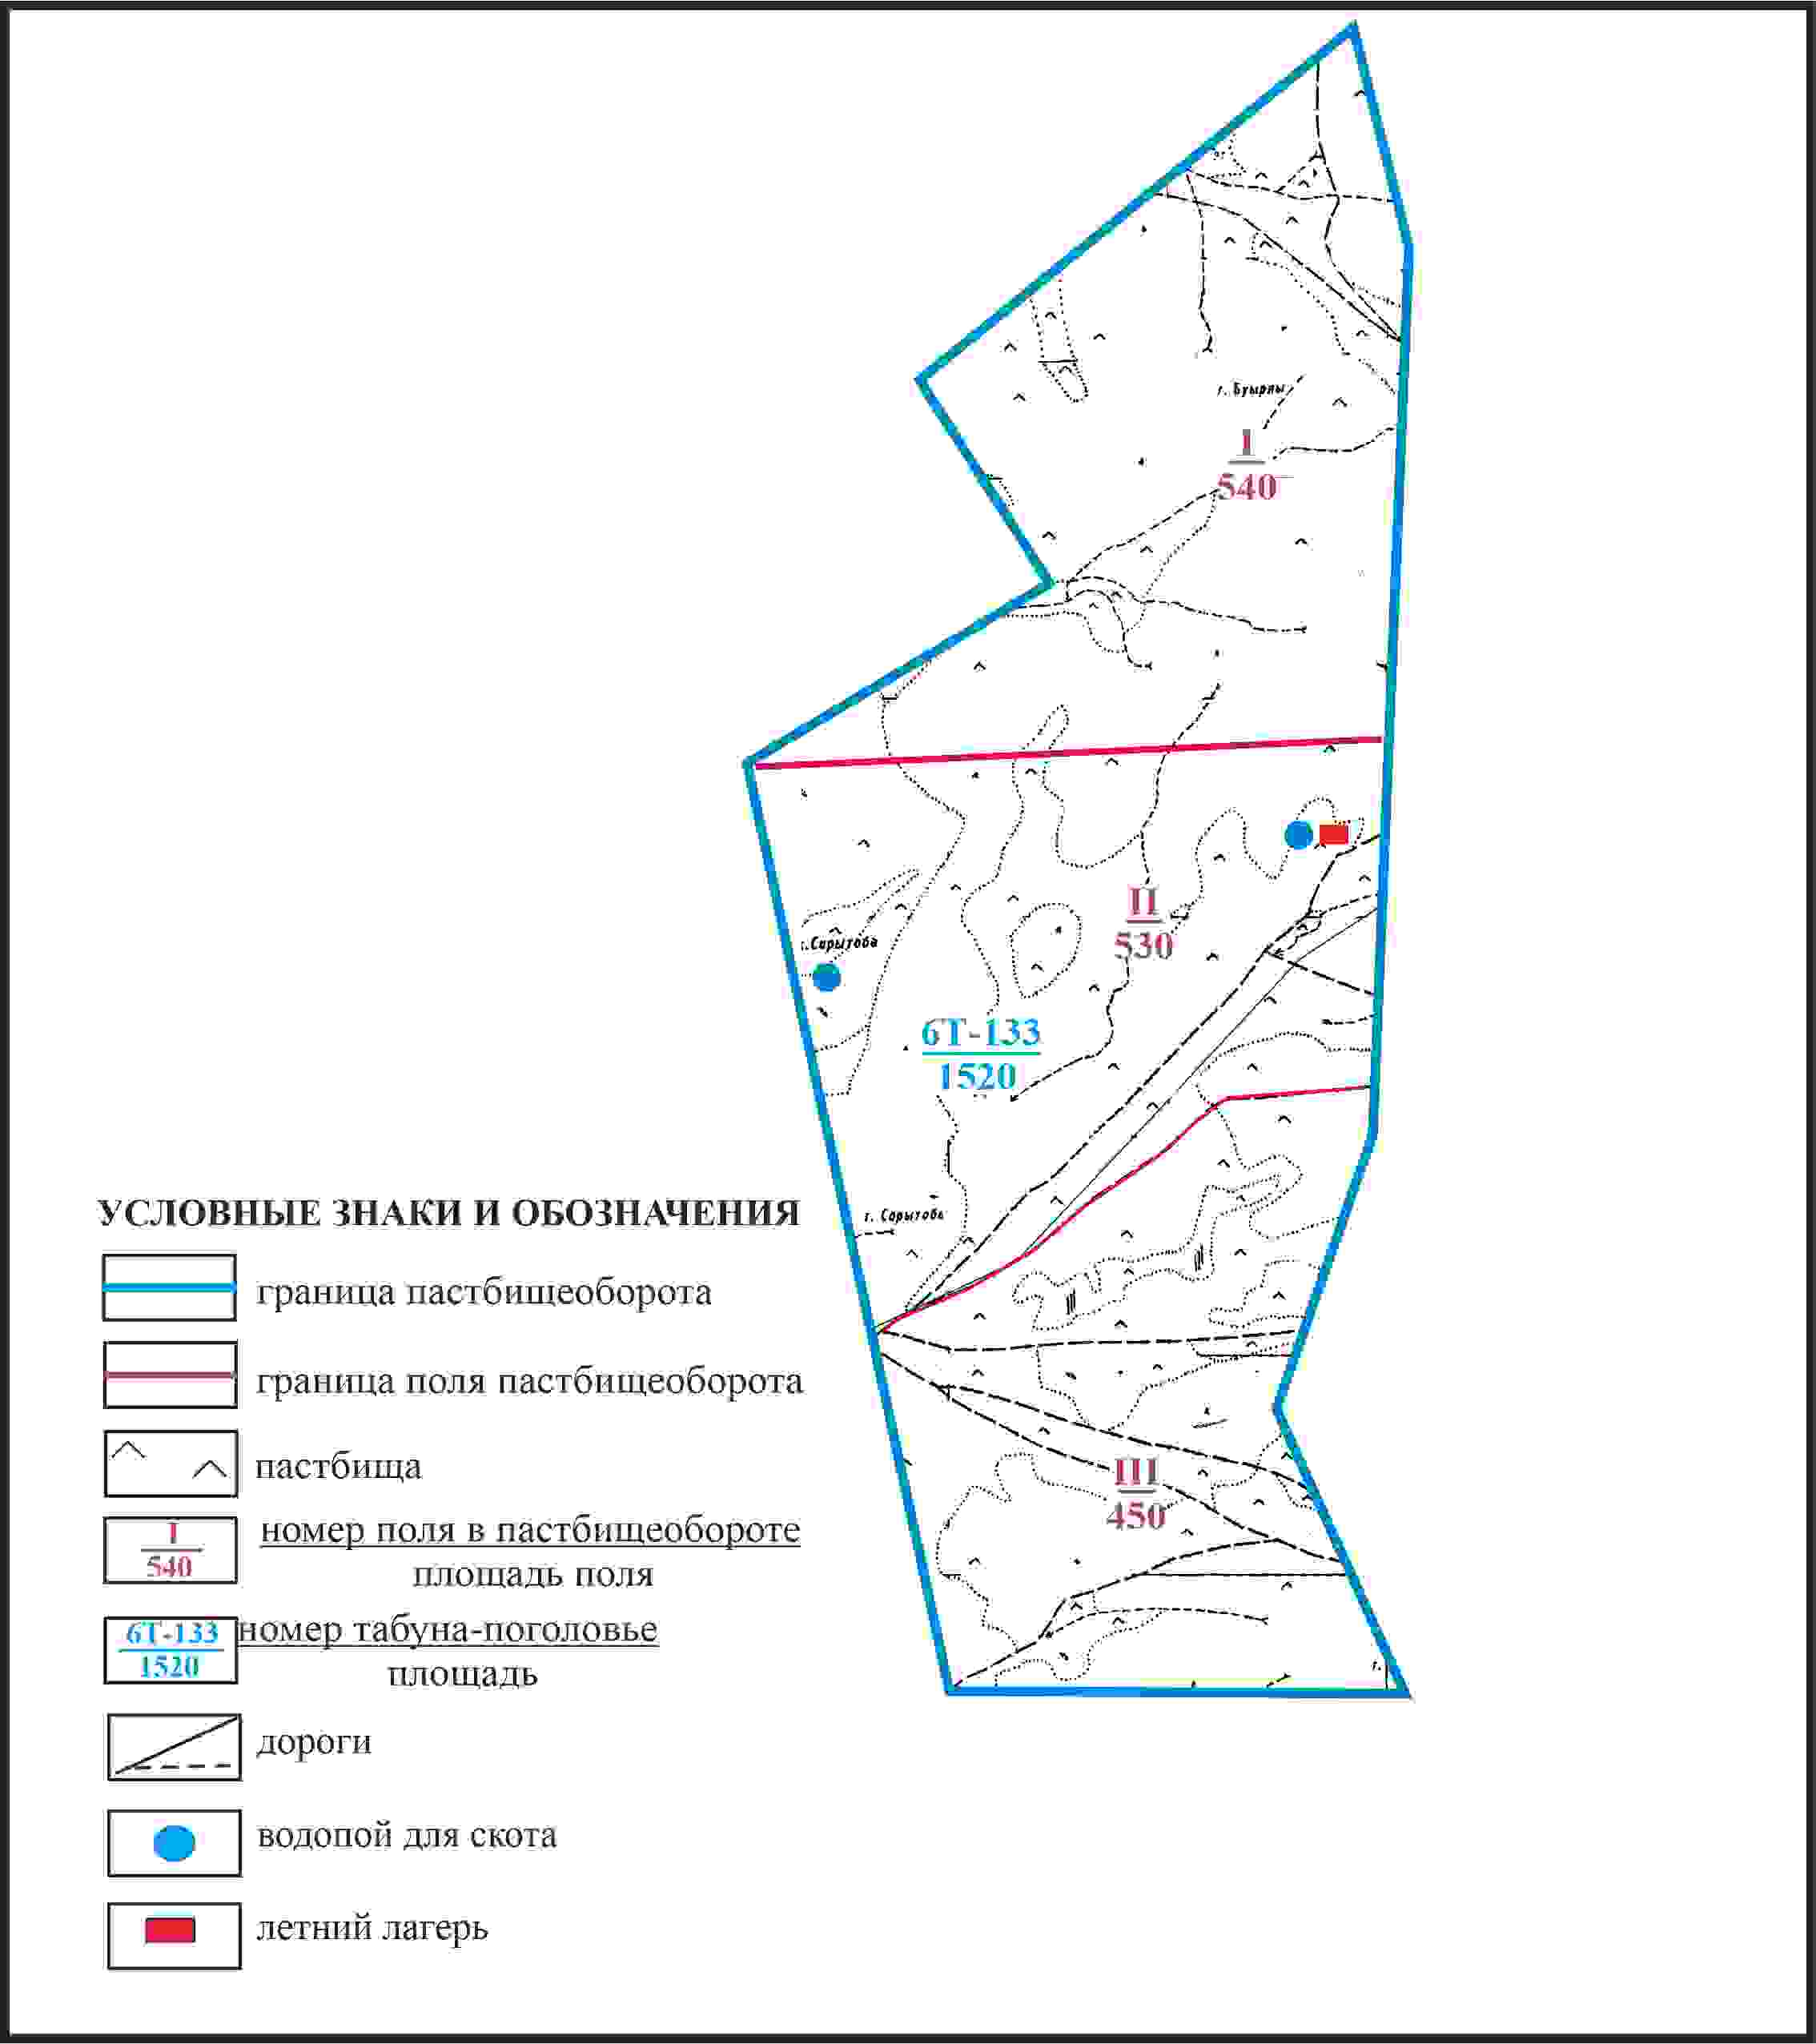 г. Буырлы
I
540
II
530
г. Сарытоба
6Т-133
1520
г. Сарытоба
III
450
г.
УСЛОВНЫЕ ЗНАКИ И ОБОЗНАЧЕНИЯ
граница пастбищеоборота
граница поля пастбищеоборота
пастбища
I
540
номер поля в пастбищеобороте
площадь поля
6Т-133
1520
номер табуна-поголовье
площадь
дороги
водопой для скота
летний лагерь